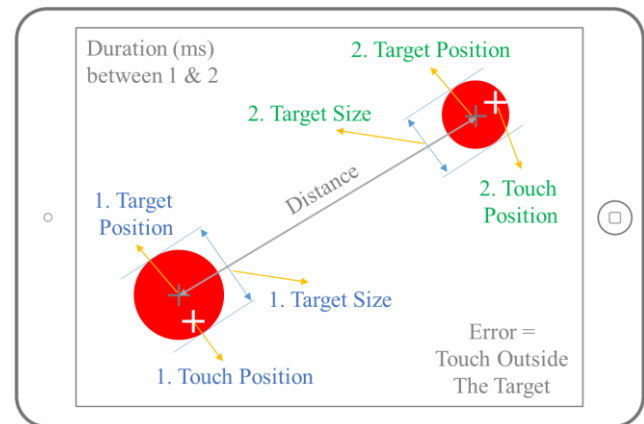 Duration (ms)
between 1 & 2
2. Target Position
2. Target Size
Distance
2. Touch
Position
1. Target
Position
1. Target Size
1. Touch Position
Error =
Touch Outside
The Target